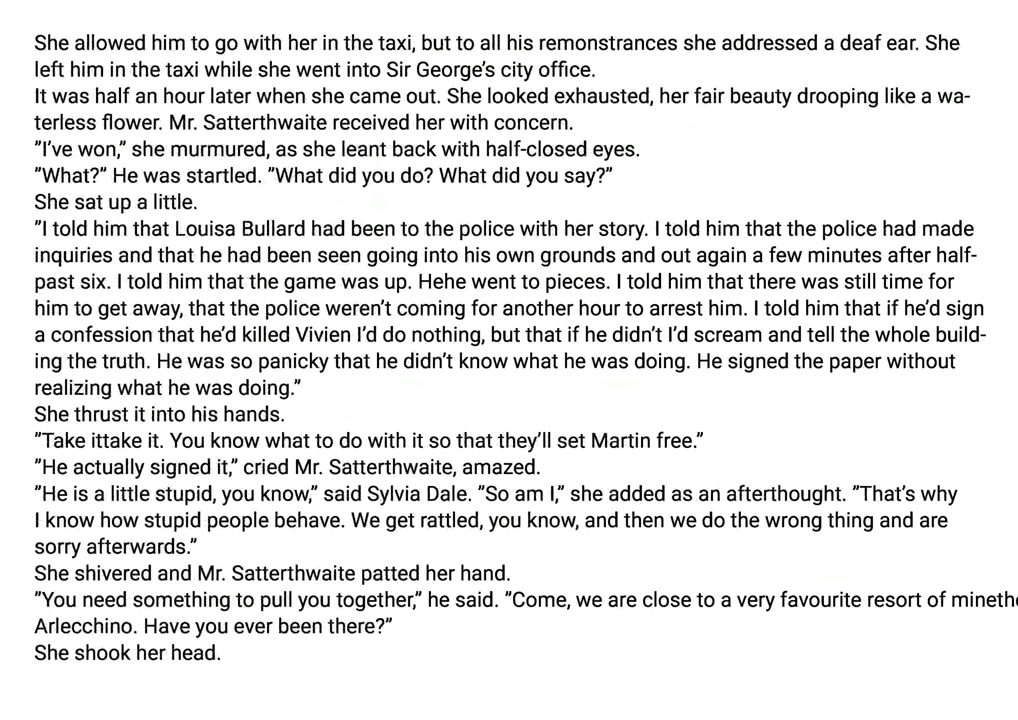 She allowed him to go with her in the taxi, but to all his remonstrances she addressed a deaf ear. She
left him in the taxi while she went into Sir George’s city office.
It was half an hour later when she came out. She looked exhausted, her fair beauty drooping like a wa-
terless flower. Mr. Satterthwaite received her with concern.
”I’ve won,” she murmured, as she leant back with half-closed eyes.
”What?” He was startled. ”What did you do? What did you say?”
She sat up a little.
”I told him that Louisa Bullard had been to the police with her story. I told him that the police had made
inquiries and that he had been seen going into his own grounds and out again a few minutes after half-
past six. I told him that the game was up. Hehe went to pieces. I told him that there was still time for
him to get away, that the police weren’t coming for another hour to arrest him. I told him that if he’d sign
a confession that he’d killed Vivien I’d do nothing, but that if he didn’t I’d scream and tell the whole build-
ing the truth. He was so panicky that he didn’t know what he was doing. He signed the paper without
realizing what he was doing.”
She thrust it into his hands.
”Take ittake it. You know what to do with it so that they’ll set Martin free.”
”He actually signed it,” cried Mr. Satterthwaite, amazed.
”He is a little stupid, you know,” said Sylvia Dale. ”So am I,” she added as an afterthought. ”That’s why
I know how stupid people behave. We get rattled, you know, and then we do the wrong thing and are
sorry afterwards.”
She shivered and Mr. Satterthwaite patted her hand.
”You need something to pull you together,” he said. ”Come, we are close to a very favourite resort of mineth
Arlecchino. Have you ever been there?”
She shook her head.